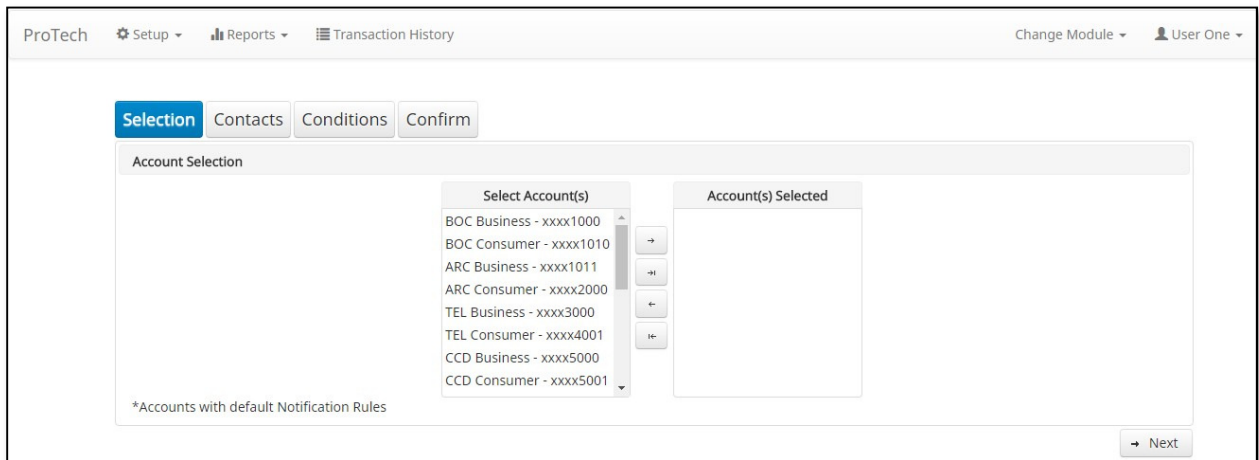 ProTech Setup Reports Transaction History Change Module User One
Selection Contacts Conditions Confirm
Account Selection
Select Account(s) Account(s) Selected
BOC Business - xxxx1000
BOC Consumer - xxxx1010
ARC Business - xxxx1011
ARC Consumer - xxxx2000
TEL Business - xxxx3000
TEL Consumer - xxxx4001
CCD Business - xxxx5000
CCD Consumer - xxxx5001
*Accounts with default Notification Rules
Next